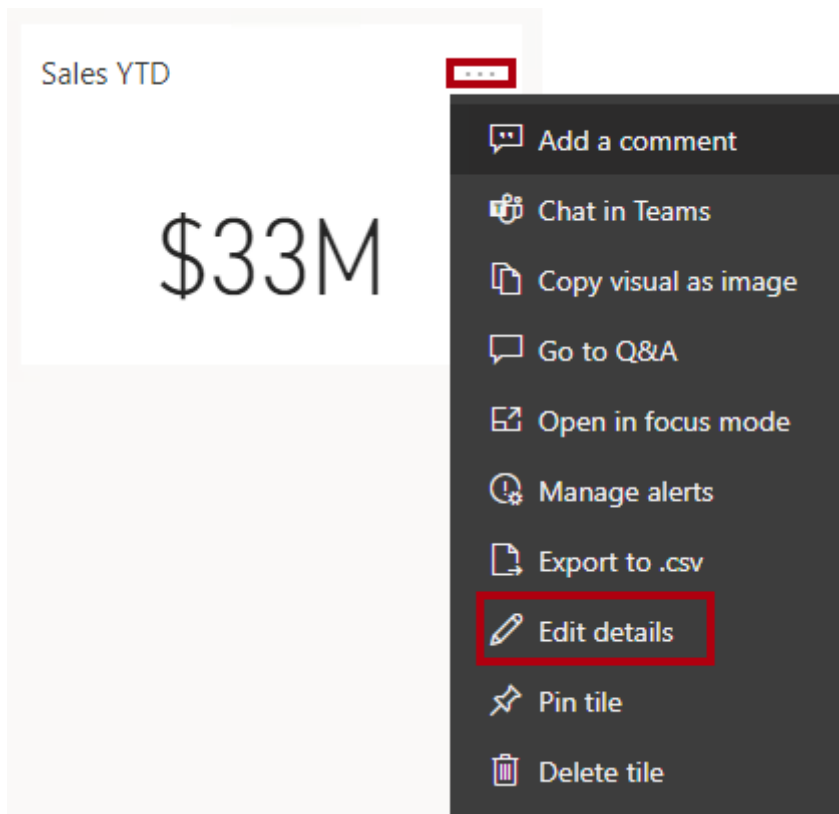 Sales YTD
...
$33M
Add a comment
Chat in Teams
Copy visual as image
Go to Q&A
Open in focus mode
Manage alerts
Export to .csv
Edit details
Pin tile
Delete tile